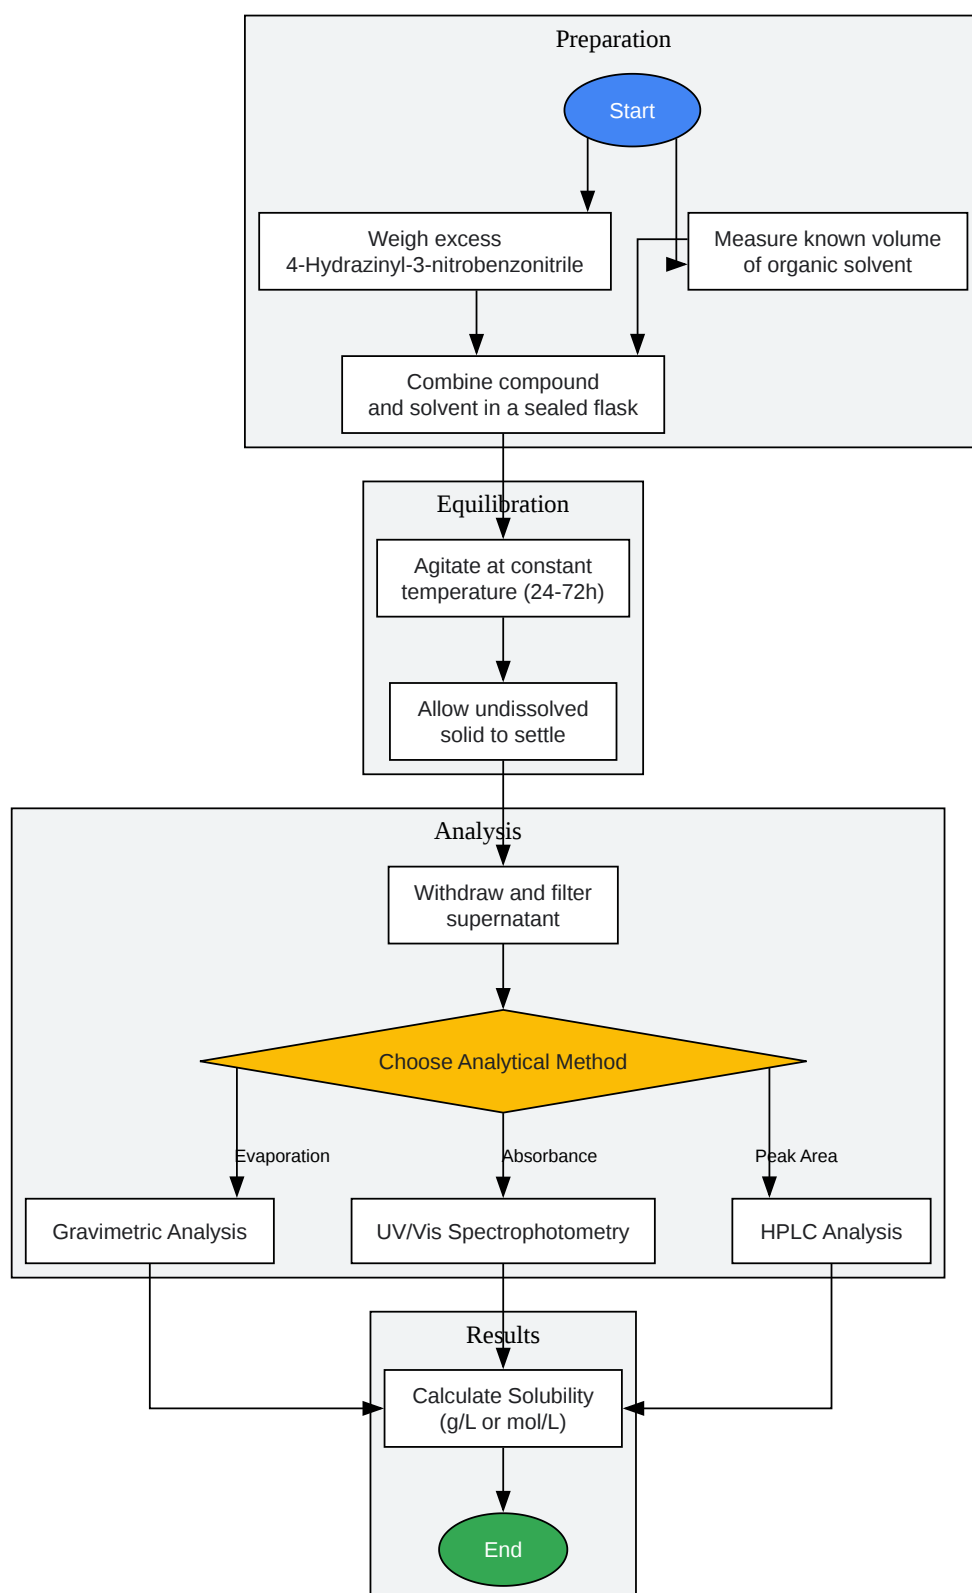 Preparation
Start
Weigh excess
4-Hydrazinyl-3-nitrobenzonitrile
Measure known volume
of organic solvent
Combine compound
and solvent in a sealed flask
Equilibration
Agitate at constant
temperature (24-72h)
Allow undissolved
solid to settle
Analysis
Withdraw and filter
supernatant
Choose Analytical Method
Evaporation
Absorbance
Peak Area
Gravimetric Analysis
UV/Vis Spectrophotometry
HPLC Analysis
Results
Calculate Solubility
(g/L or mol/L)
End